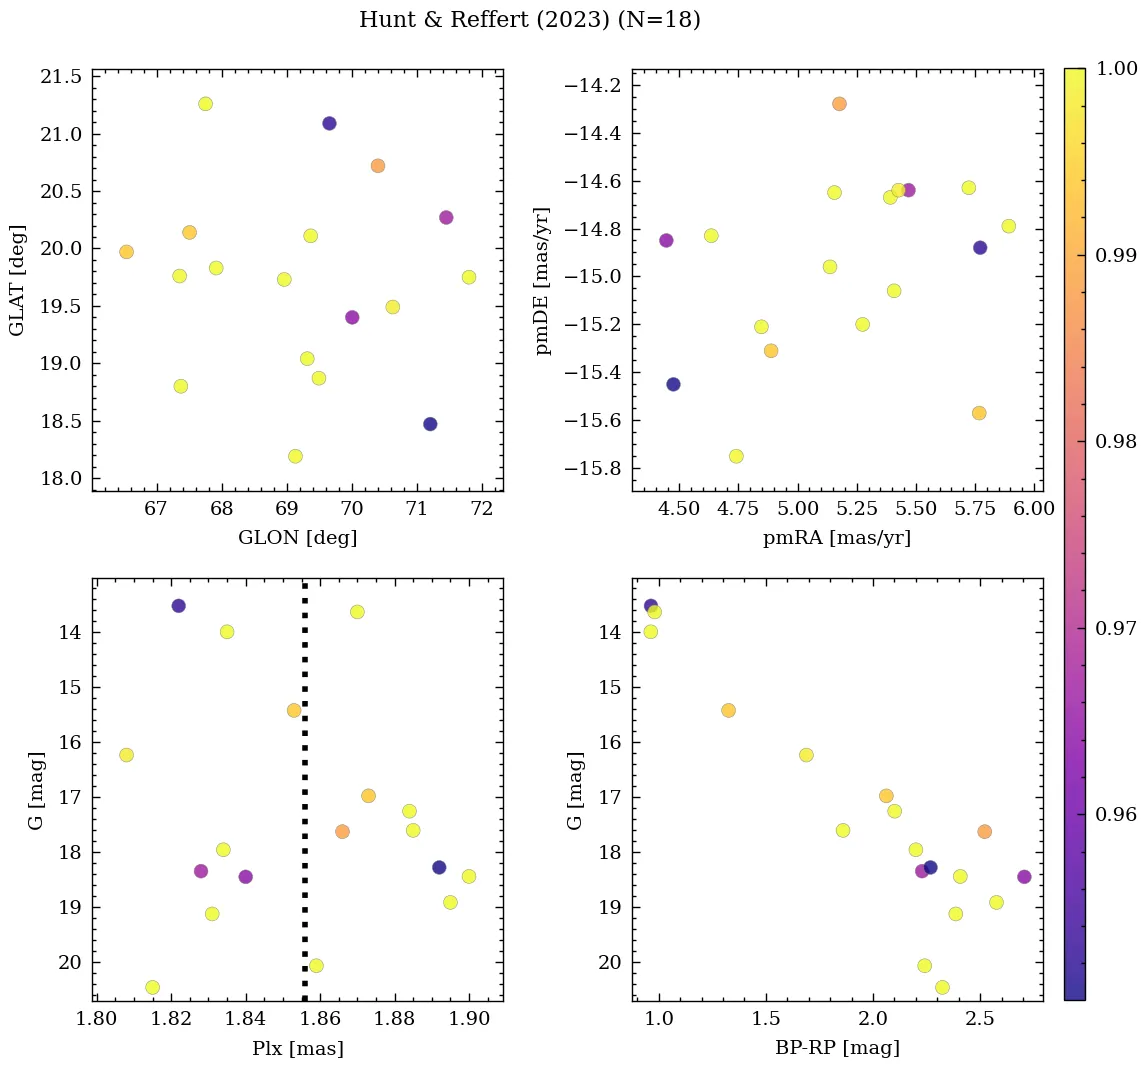 Hunt & Reffert (2023) (N=18)
21.5
21.0
20.5
20.0
19.5
19.0
18.5
18.0
GLAT [deg]
67 68 69 70 71 72
GLON [deg]
−14.2
−14.4
−14.6
−14.8
−15.0
−15.2
−15.4
−15.6
−15.8
pmDE [mas/yr]
4.50 4.75 5.00 5.25 5.50 5.75 6.00
pmRA [mas/yr]
14
15
16
17
18
19
20
G [mag]
1.80 1.82 1.84 1.86 1.88 1.90
Plx [mas]
14
15
16
17
18
19
20
G [mag]
1.0 1.5 2.0 2.5
BP-RP [mag]
1.00
0.99
0.98
0.97
0.96